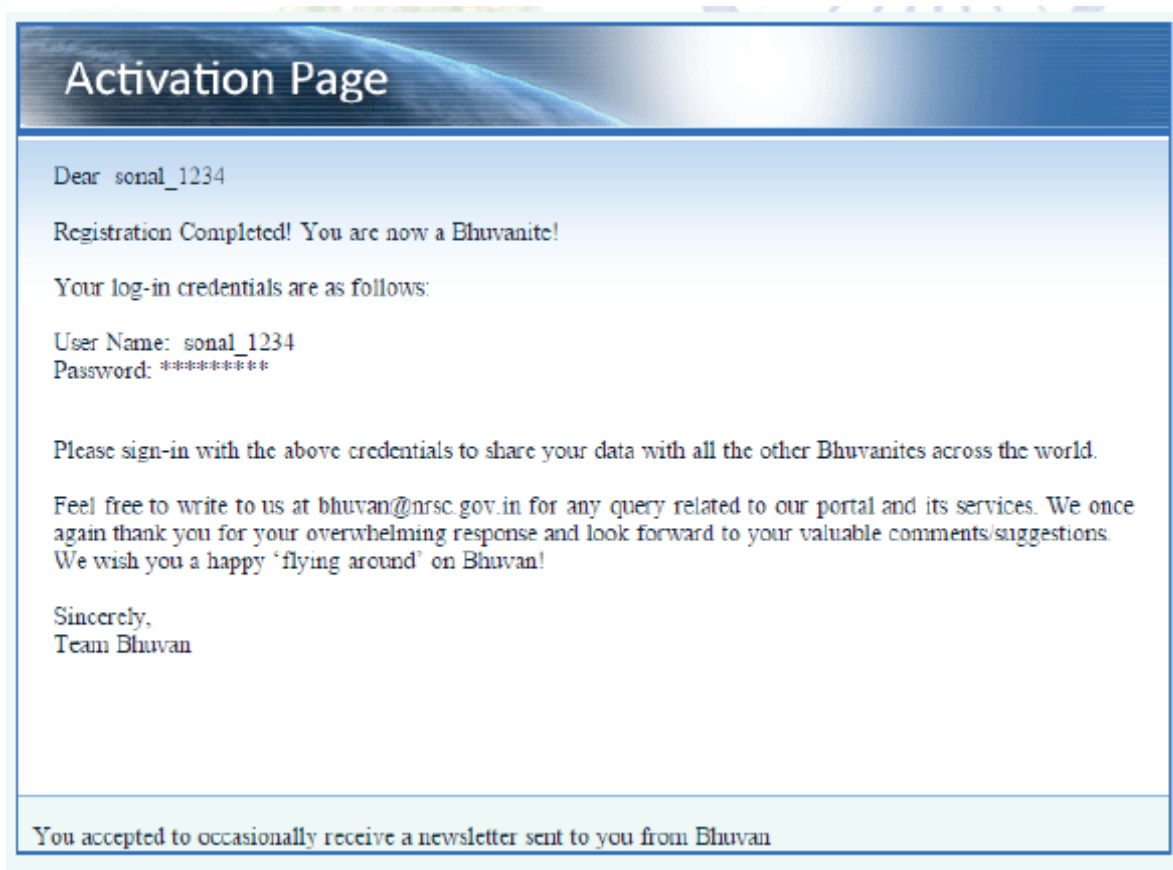 Activation Page
Dear sonal_1234
Registration Completed! You are now a Bhuvanite!
Your log-in credentials are as follows:
User Name: sonal_1234
Password: *********
Please sign-in with the above credentials to share your data with all the other Bhuvanites across the world.
Feel free to write to us at bhuvan@nrsc.gov.in for any query related to our portal and its services. We once
again thank you for your overwhelming response and look forward to your valuable comments/suggestions.
We wish you a happy ‘flying around’ on Bhuvan!
Sincerely,
Team Bhuvan
You accepted to occasionally receive a newsletter sent to you from Bhuvan